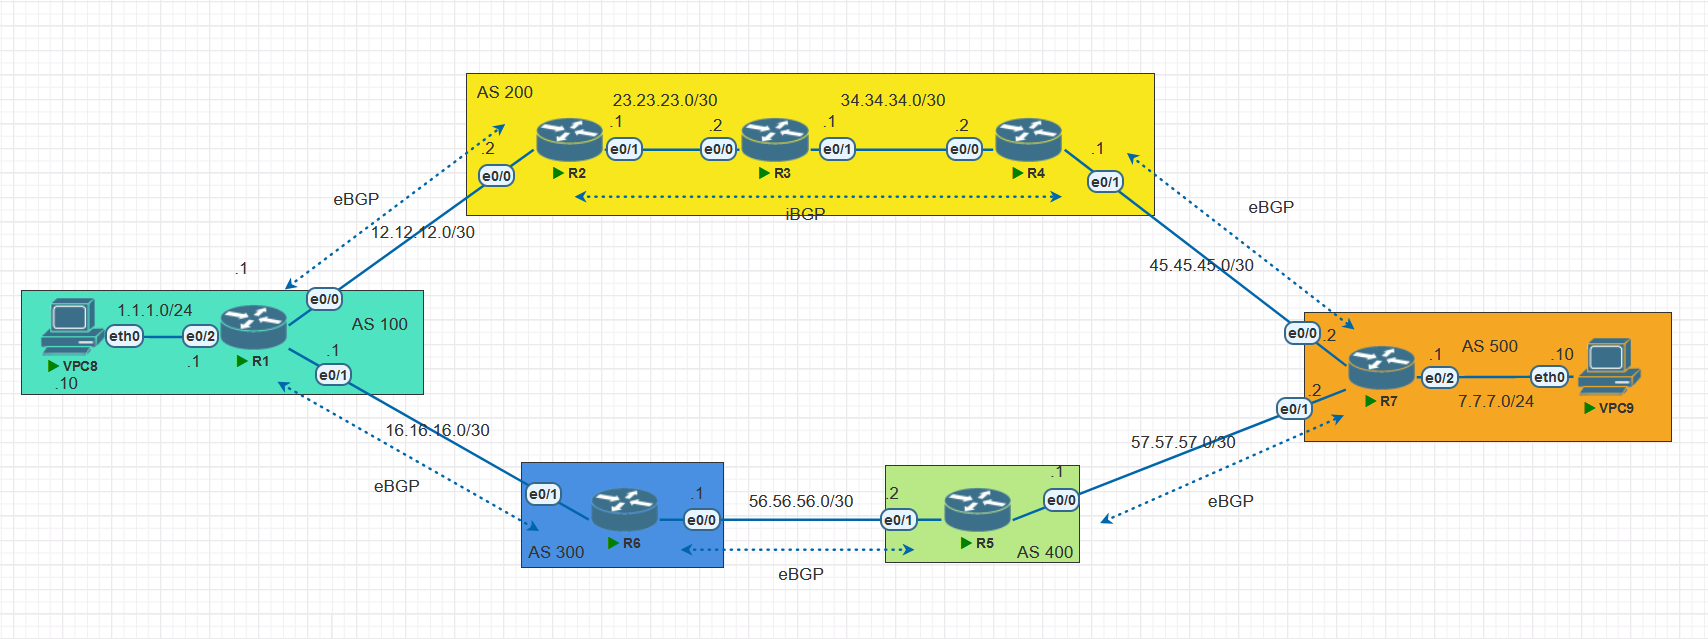 AS 200
23.23.23.0/30
34.34.34.0/30
.1
.2
.1
.2
.1
.2
e0/0
e0/1
e0/0
e0/1
e0/0
e0/1
R2
R3
R4
iBGP
eBGP
eBGP
12.12.12.0/30
45.45.45.0/30
.1
e0/0
1.1.1.0/24
AS 100
eth0
e0/2
.1
R1
VPC8
.10
.1
e0/1
e0/0
.2
.1
AS 500
.10
e0/2
eth0
R7
7.7.7.0/24
VPC9
.2
e0/1
16.16.16.0/30
57.57.57.0/30
eBGP
eBGP
e0/1
.1
56.56.56.0/30
.2
.1
e0/0
e0/0
e0/1
R6
R5
AS 300
AS 400
eBGP